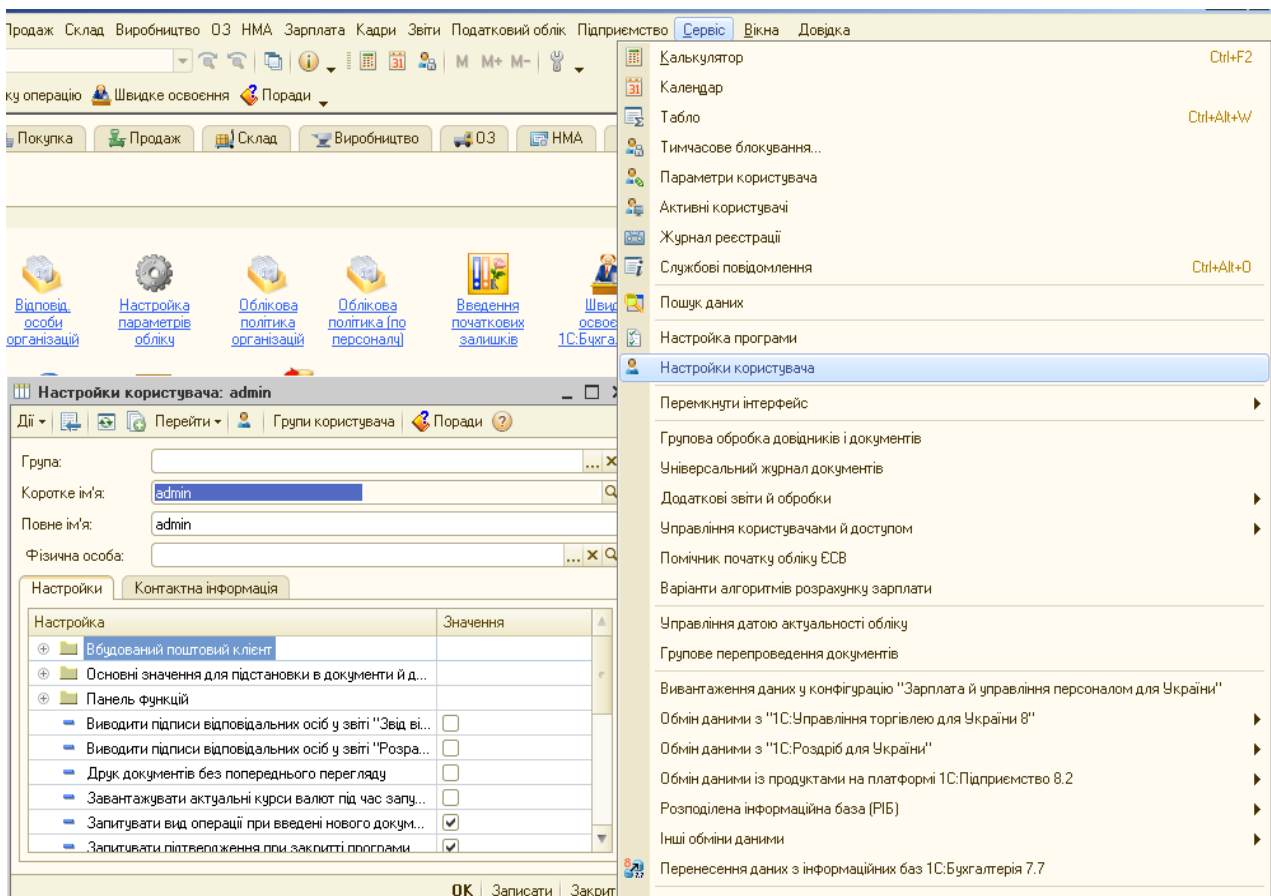 Продаж Склад Виробництво ОЗ НМА Зарплата Кадри Звіти Податковий облік Підприємство Сервіс Вікна Довідка
M M+ M-
ку операцію Швидке освоєння Поради
Покупка Продаж Склад Виробництво ОЗ НМА
Відповід. особи організацій
Настройка параметрів обліку
Облікова політика організацій
Облікова політика (по персоналу)
Введення початкових залишків
Швид
освоє
1С:Бухга
Калькулятор Ctrl+F2
Календар
Табло Ctrl+Alt+W
Тимчасове блокування...
Параметри користувача
Активні користувачі
Журнал реєстрації
Службові повідомлення Ctrl+Alt+O
Пошук даних
Настройка програми
Настройки користувача
Перемкнути інтерфейс
Групова обробка довідників і документів
Універсальний журнал документів
Додаткові звіти й обробки
Управління користувачами й доступом
Помічник початку обліку ЄСВ
Варіанти алгоритмів розрахунку зарплати
Управління датою актуальності обліку
Групове перепроведення документів
Вивантаження даних у конфігурацію "Зарплата й управління персоналом для України"
Обмін даними з "1С:Управління торгівлею для України 8"
Обмін даними з "1С:Роздріб для України"
Обмін даними із продуктами на платформі 1С:Підприємство 8.2
Розподілена інформаційна база (РІБ)
Інші обміни даними
Перенесення даних з інформаційних баз 1С:Бухгалтерія 7.7
Настройки користувача: admin
Дії Перейти Групи користувача Поради
Група:
Коротке ім'я: admin
Повне ім'я: admin
Фізична особа:
Настройки Контактна інформація
Настройка Значення
Вбудований поштовий клієнт
Основні значення для підстановки в документи й д...
Панель функцій
Виводити підписи відповідальних осіб у звіті "Звід ві...
Виводити підписи відповідальних осіб у звіті "Розра...
Друк документів без попереднього перегляду
Завантажувати актуальні курси валют під час запу...
Запитувати вид операції при введені нового докум...
Запитувати підтвердження при закритті програми
OK Записати Закрит